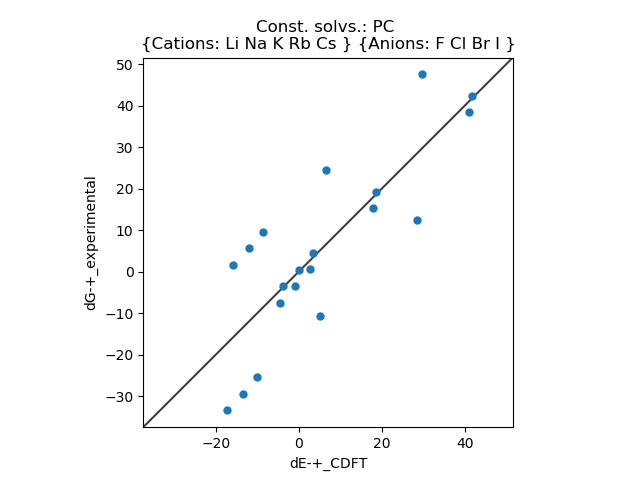 Const. solvs.: PC
{Cations: Li Na K Rb Cs } {Anions: F Cl Br I }
50
40
30
20
10
0
−10
−20
−30
dG-+_experimental
−20 0 20 40
dE-+_CDFT